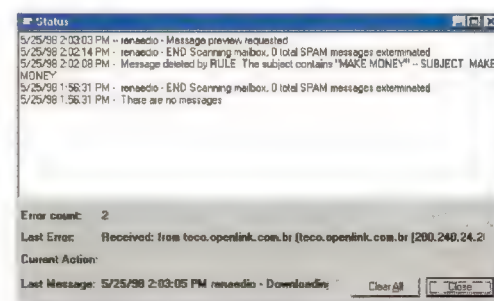 Status
5/25/98 2:03:03 PM -- renaedio - Message preview requested
5/25/98 2:02:14 PM - renaedio - END Scanning mailbox, 0 total SPAM messages exterminated
5/25/98 2:02:08 PM - Message deleted by RULE The subject contains "MAKE MONEY" -- SUBJECT MAKE
MONEY
5/25/98 1:56:31 PM - renaedio - END Scanning mailbox, 0 total SPAM messages exterminated
5/25/98 1:56:31 PM - There are no messages
Error count: 2
Last Error: Received: from teco.openlink.com.br (teco.openlink.com.br [200.240.24.2
Current Action:
Last Message: 5/25/98 2:03:05 PM renaedio - Downloading
Clear All
Close